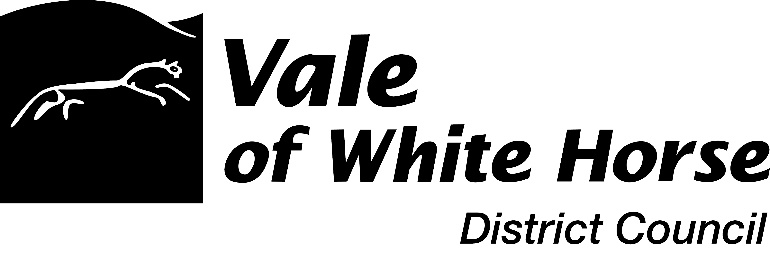 Vale
of White Horse
District Council